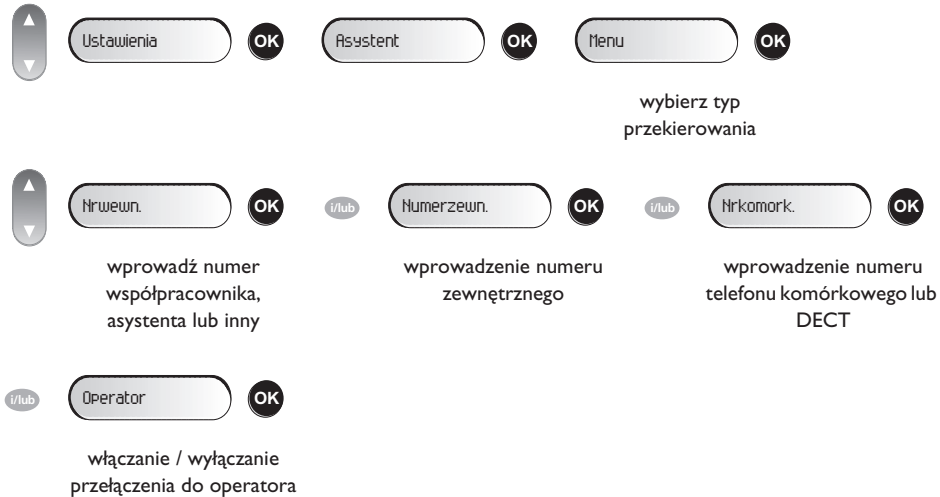 Ustawienia OK Asystent OK Menu OK
wybierz typ
przekierowania
Nrwewn. OK i/lub Numerzewn. OK i/lub Nrkomork. OK
wprowadź numer
współpracownika,
asystenta lub inny
wprowadzenie numeru
zewnętrznego
wprowadzenie numeru
telefonu komórkowego lub
DECT
i/lub Operator OK
włączanie / wyłączanie
przełączenia do operatora